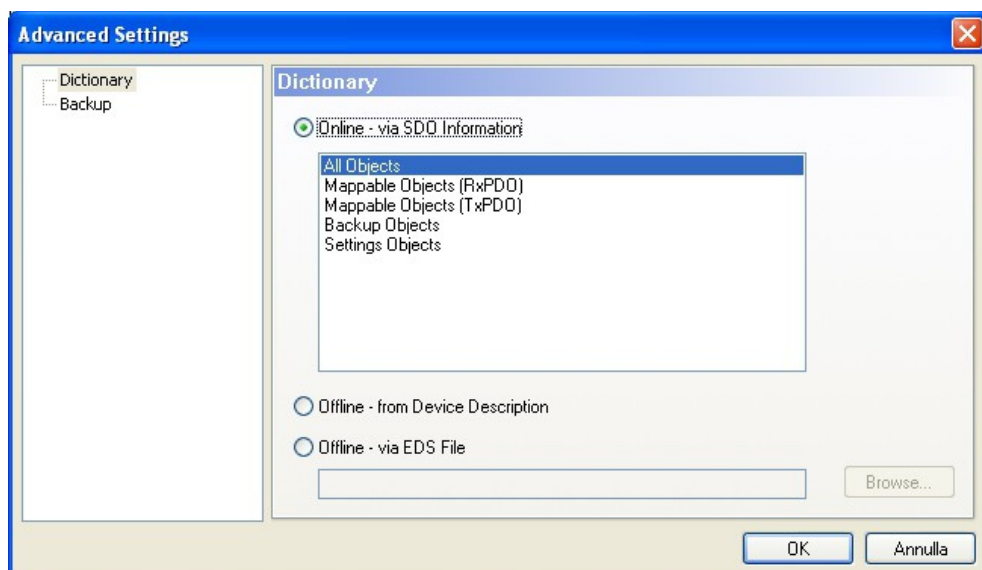 Advanced Settings
Dictionary
Backup
Dictionary
Online - via SDO Information
All Objects
Mappable Objects (RxPDO)
Mappable Objects (TxPDO)
Backup Objects
Settings Objects
Offline - from Device Description
Offline - via EDS File
Browse...
OK
Annulla